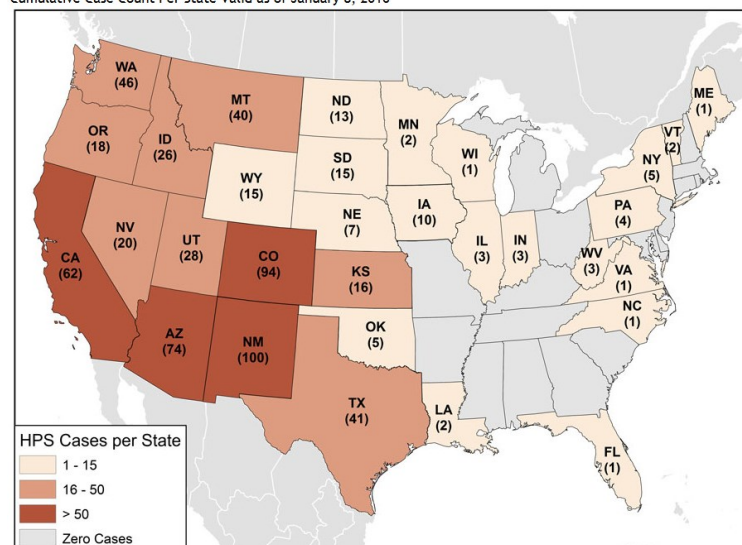 Cumulative Case Count Per State Valid as of January 6, 2016
WA
(46)
MT
(40)
ND
(13)
MN
(2)
ME
(1)
VT
(2)
OR
(18)
ID
(26)
SD
(15)
WI
(1)
NY
(5)
WY
(15)
IA
(10)
PA
(4)
NE
(7)
NV
(20)
UT
(28)
CO
(94)
IL
(3)
IN
(3)
WV
(3)
VA
(1)
CA
(62)
KS
(16)
NC
(1)
AZ
(74)
NM
(100)
OK
(5)
TX
(41)
LA
(2)
FL
(1)
HPS Cases per State
1 - 15
16 - 50
> 50
Zero Cases